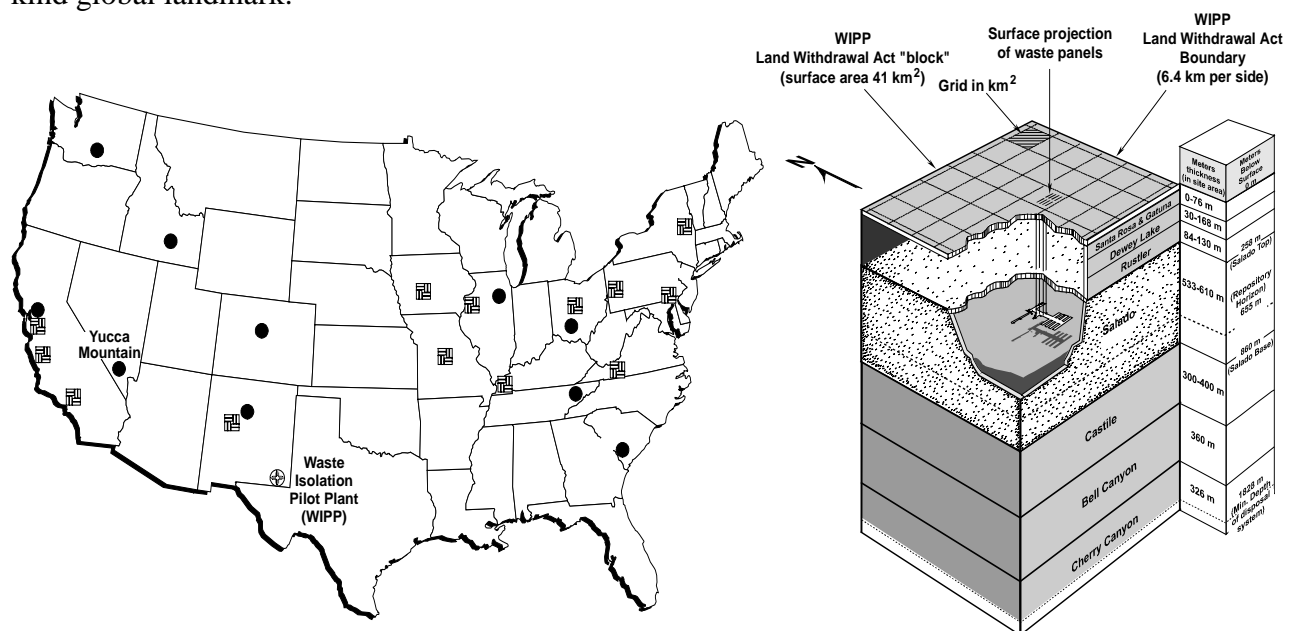 kind global landmark.
Yucca
Mountain
Waste
Isolation
Pilot Plant
(WIPP)
WIPP
Land Withdrawal Act "block"
(surface area 41 km2)
Surface projection
of waste panels
Grid in km2
WIPP
Land Withdrawal Act
Boundary
(6.4 km per side)
N
Santa Rosa & Gatuna
Dewey Lake
Rustler
Salado
Castile
Bell Canyon
Cherry Canyon
Meters
thickness
(in site area)
0-76 m
30-168 m
84-130 m
533-610 m
300-400 m
360 m
326 m
Meters
Below
Surface
0 m
258 m
(Salado Top)
(Repository
Horizon)
655 m
860 m
(Salado Base)
1828 m
(Min. Depth
of disposal
system)